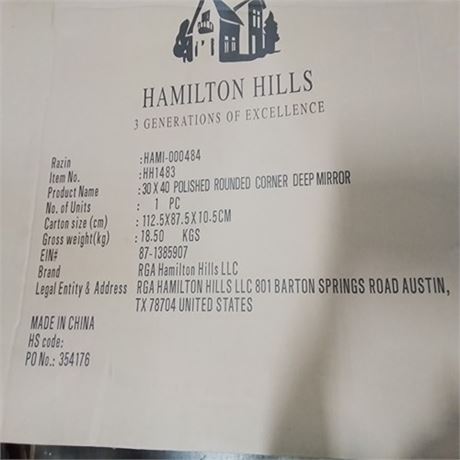 HAMILTON HILLS
3 GENERATIONS OF EXCELLENCE
Razin :HAMI-000484
Item No. :HH1483
Product Name :30X40 POLISHED ROUNDED CORNER DEEP MIRROR
No. of Units : 1 PC
Carton size (cm) :112.5X87.5X10.5CM
Gross weight(kg) :18.50 KGS
EIN# 87-1385907
Brand RGA Hamilton Hills LLC
Legal Entity & Address RGA HAMILTON HILLS LLC 801 BARTON SPRINGS ROAD AUSTIN,
TX 78704 UNITED STATES
MADE IN CHINA
HS code:
PO No.: 354176